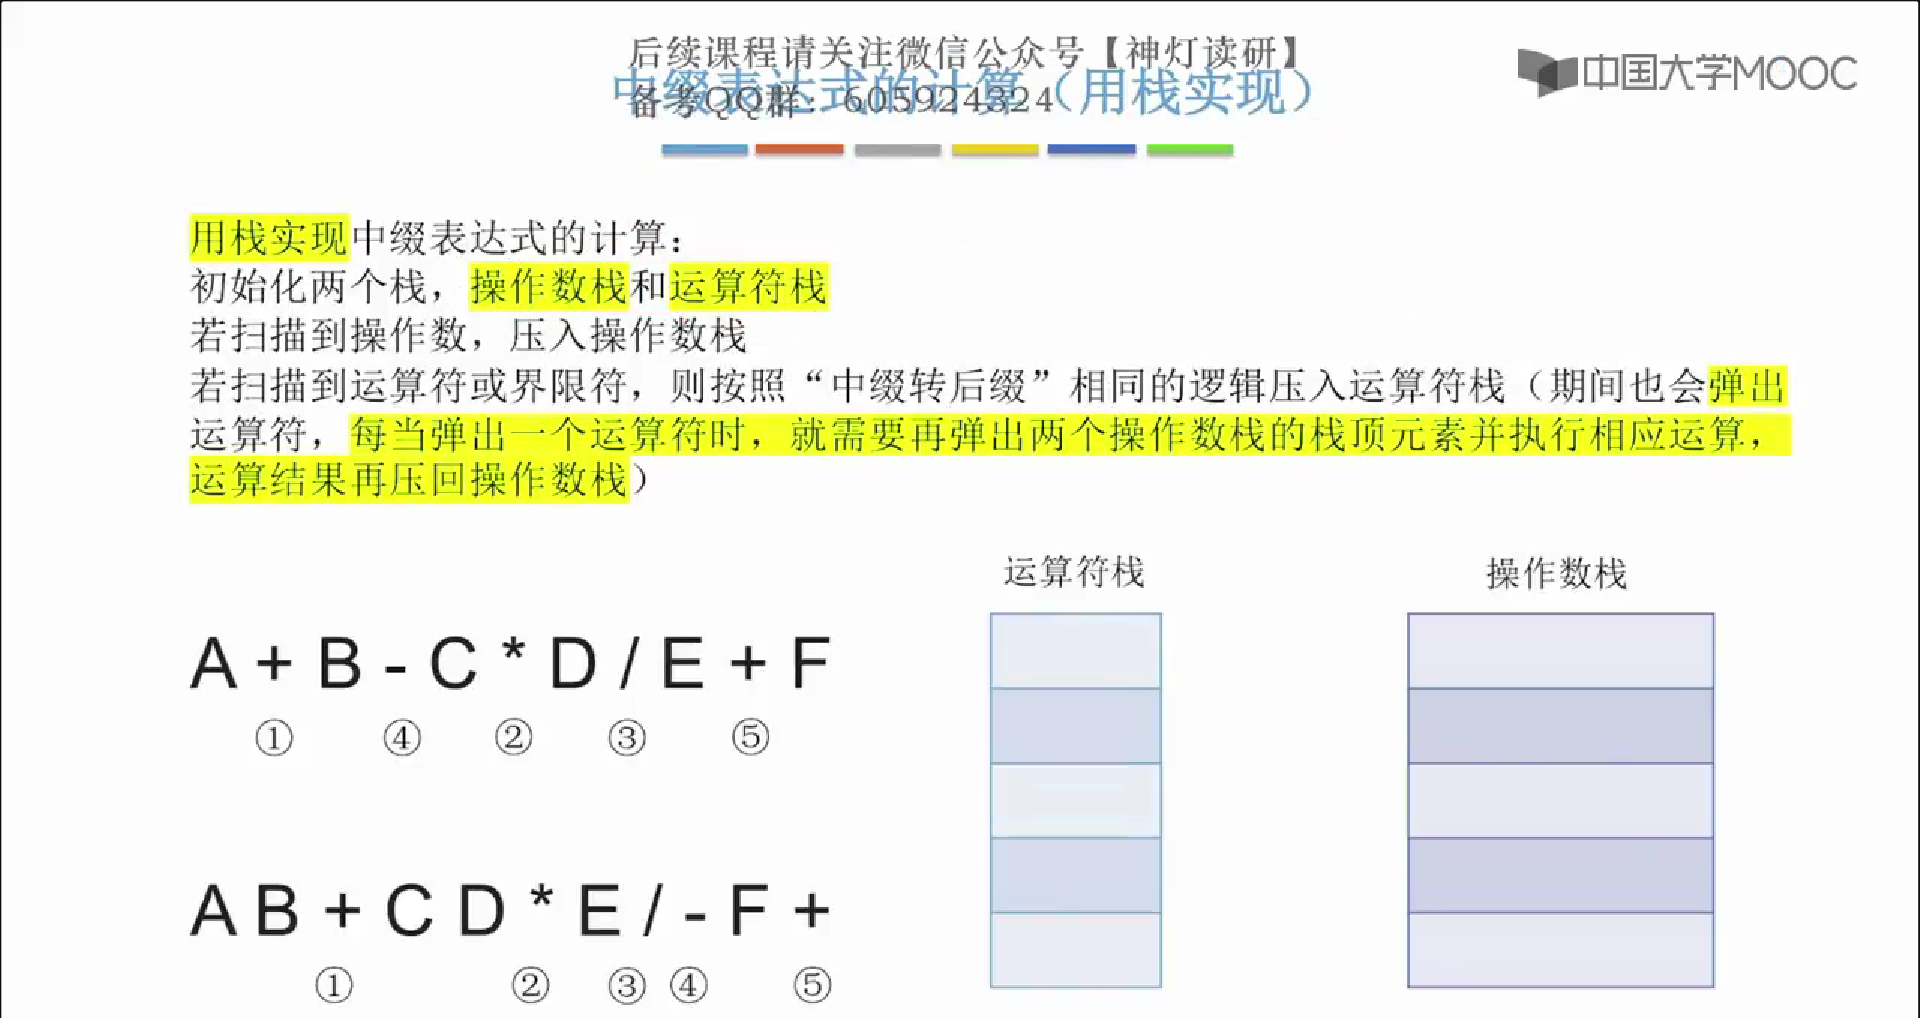 后续课程请关注微信公众号【神灯读研】
中国大学MOOC
中缀表达式的计算（用栈实现）
备考QQ群：605924324
用栈实现中缀表达式的计算：
初始化两个栈，操作数栈和运算符栈
若扫描到操作数，压入操作数栈
若扫描到运算符或界限符，则按照“中缀转后缀”相同的逻辑压入运算符栈（期间也会弹出
运算符，每当弹出一个运算符时，就需要再弹出两个操作数栈的栈顶元素并执行相应运算，
运算结果再压回操作数栈）
运算符栈
操作数栈
A + B - C * D / E + F
① ④ ② ③ ⑤
A B + C D * E / - F +
① ② ③ ④ ⑤